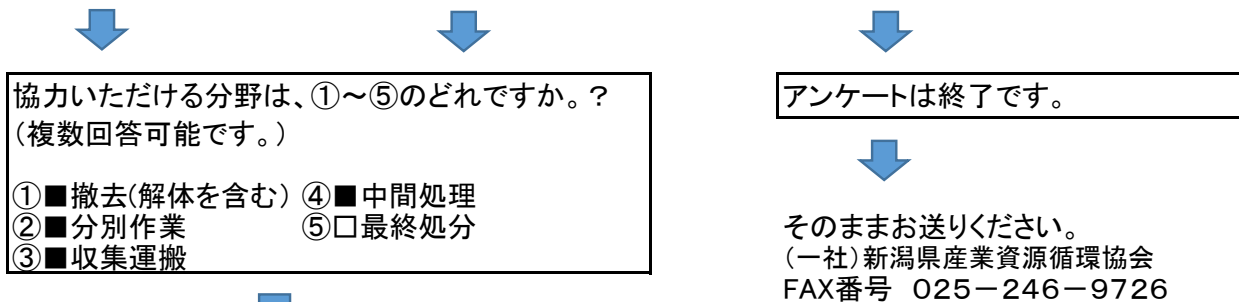 協力いただける分野は、①～⑤のどれですか。？
（複数回答可能です。）
①■撤去(解体を含む) ④■中間処理
②■分別作業 ⑤□最終処分
③■収集運搬
アンケートは終了です。
そのままお送りください。
（一社）新潟県産業資源循環協会
FAX番号 ０２５－２４６－９７２６